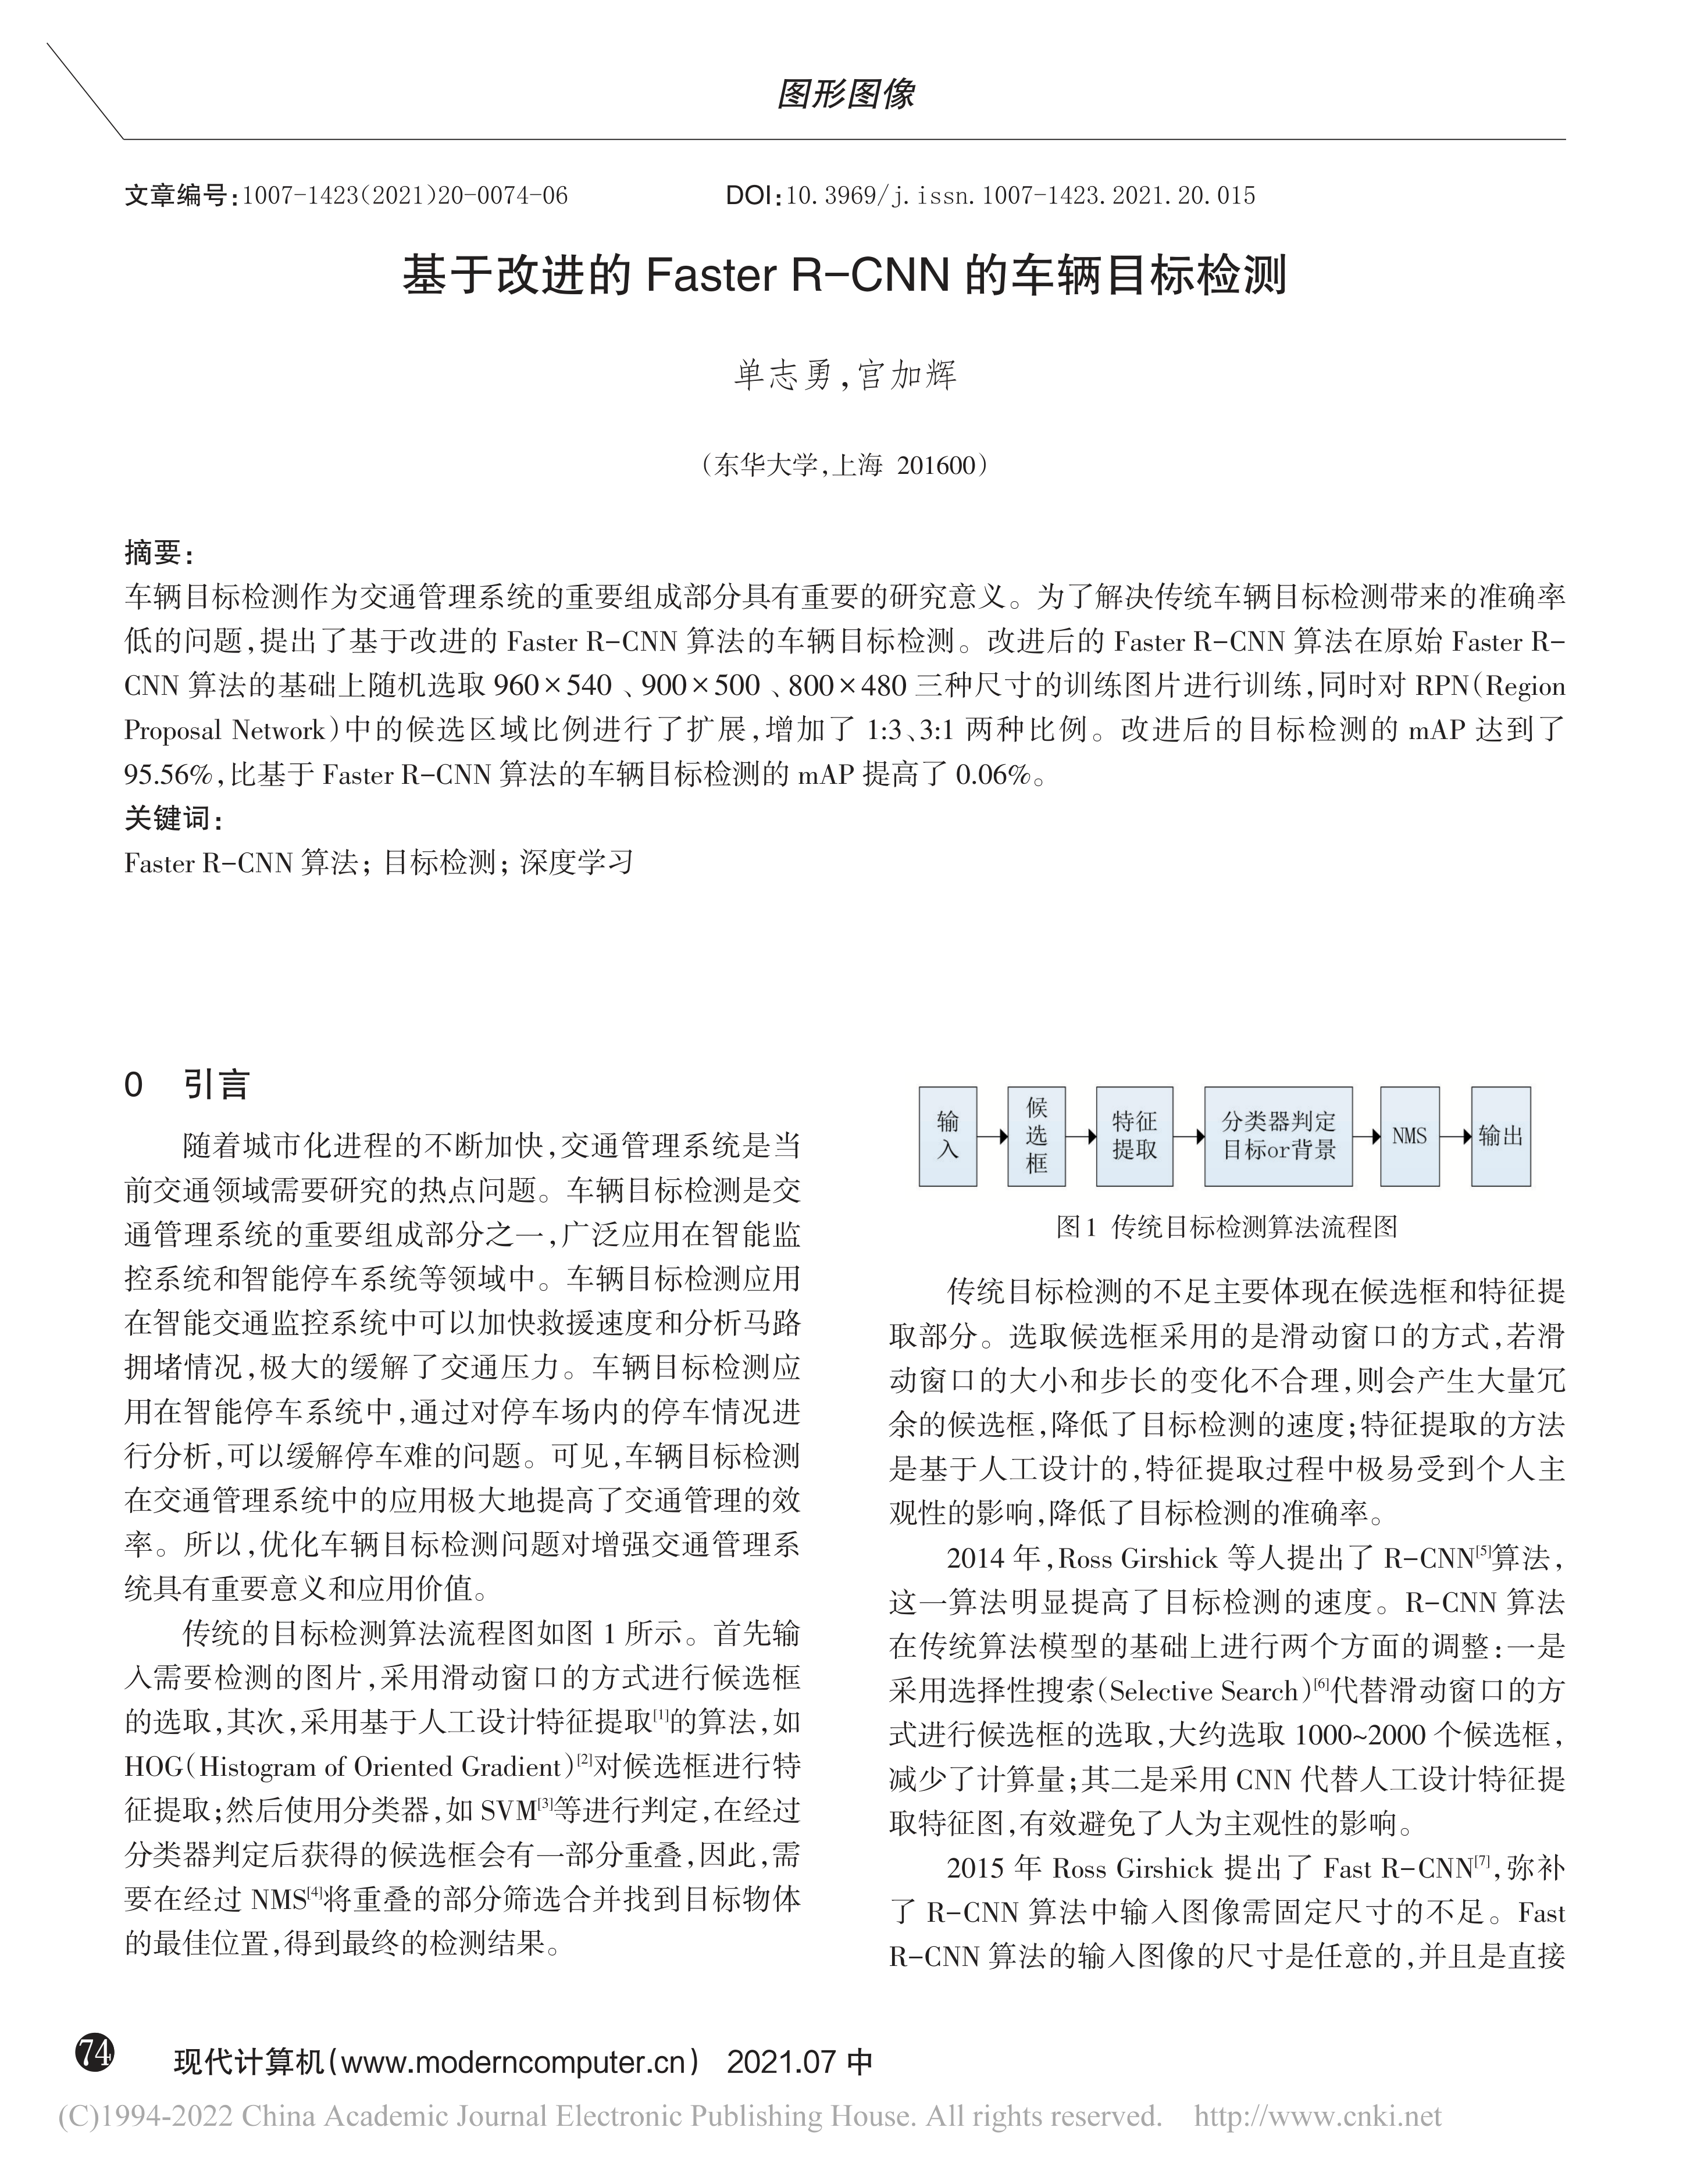 图形图像
文章编号:1007-1423(2021)20-0074-06
DOI:10.3969/j.issn.1007-1423.2021.20.015
基于改进的 Faster R-CNN 的车辆目标检测
单志勇,宫加辉
(东华大学,上海 201600)
摘要:
车辆目标检测作为交通管理系统的重要组成部分具有重要的研究意义。为了解决传统车辆目标检测带来的准确率
低的问题,提出了基于改进的 Faster R-CNN 算法的车辆目标检测。改进后的 Faster R-CNN 算法在原始 Faster R-
CNN 算法的基础上随机选取 960×540 、900×500 、800×480 三种尺寸的训练图片进行训练,同时对 RPN(Region
Proposal Network)中的候选区域比例进行了扩展,增加了 1:3、3:1 两种比例。改进后的目标检测的 mAP 达到了
95.56%,比基于 Faster R-CNN 算法的车辆目标检测的 mAP 提高了 0.06%。
关键词:
Faster R-CNN 算法; 目标检测; 深度学习
0 引言
随着城市化进程的不断加快,交通管理系统是当
前交通领域需要研究的热点问题。车辆目标检测是交
通管理系统的重要组成部分之一,广泛应用在智能监
控系统和智能停车系统等领域中。车辆目标检测应用
在智能交通监控系统中可以加快救援速度和分析马路
拥堵情况,极大的缓解了交通压力。车辆目标检测应
用在智能停车系统中,通过对停车场内的停车情况进
行分析,可以缓解停车难的问题。可见,车辆目标检测
在交通管理系统中的应用极大地提高了交通管理的效
率。所以,优化车辆目标检测问题对增强交通管理系
统具有重要意义和应用价值。
传统的目标检测算法流程图如图 1 所示。首先输
入需要检测的图片,采用滑动窗口的方式进行候选框
的选取,其次,采用基于人工设计特征提取[1]的算法,如
HOG(Histogram of Oriented Gradient)[2]对候选框进行特
征提取;然后使用分类器,如 SVM[3]等进行判定,在经过
分类器判定后获得的候选框会有一部分重叠,因此,需
要在经过 NMS[4]将重叠的部分筛选合并找到目标物体
的最佳位置,得到最终的检测结果。
输
入
候
选
框
特征
提取
分类器判定
目标or背景
NMS
输出
图1 传统目标检测算法流程图
传统目标检测的不足主要体现在候选框和特征提
取部分。选取候选框采用的是滑动窗口的方式,若滑
动窗口的大小和步长的变化不合理,则会产生大量冗
余的候选框,降低了目标检测的速度;特征提取的方法
是基于人工设计的,特征提取过程中极易受到个人主
观性的影响,降低了目标检测的准确率。
2014 年,Ross Girshick 等人提出了 R-CNN[5]算法,
这一算法明显提高了目标检测的速度。R-CNN 算法
在传统算法模型的基础上进行两个方面的调整:一是
采用选择性搜索(Selective Search)[6]代替滑动窗口的方
式进行候选框的选取,大约选取 1000~2000 个候选框,
减少了计算量;其二是采用 CNN 代替人工设计特征提
取特征图,有效避免了人为主观性的影响。
2015 年 Ross Girshick 提出了 Fast R-CNN[7],弥补
了 R-CNN 算法中输入图像需固定尺寸的不足。Fast
R-CNN 算法的输入图像的尺寸是任意的,并且是直接
74
现代计算机(www.moderncomputer.cn) 2021.07 中
(C)1994-2022 China Academic Journal Electronic Publishing House. All rights reserved. http://www.cnki.net